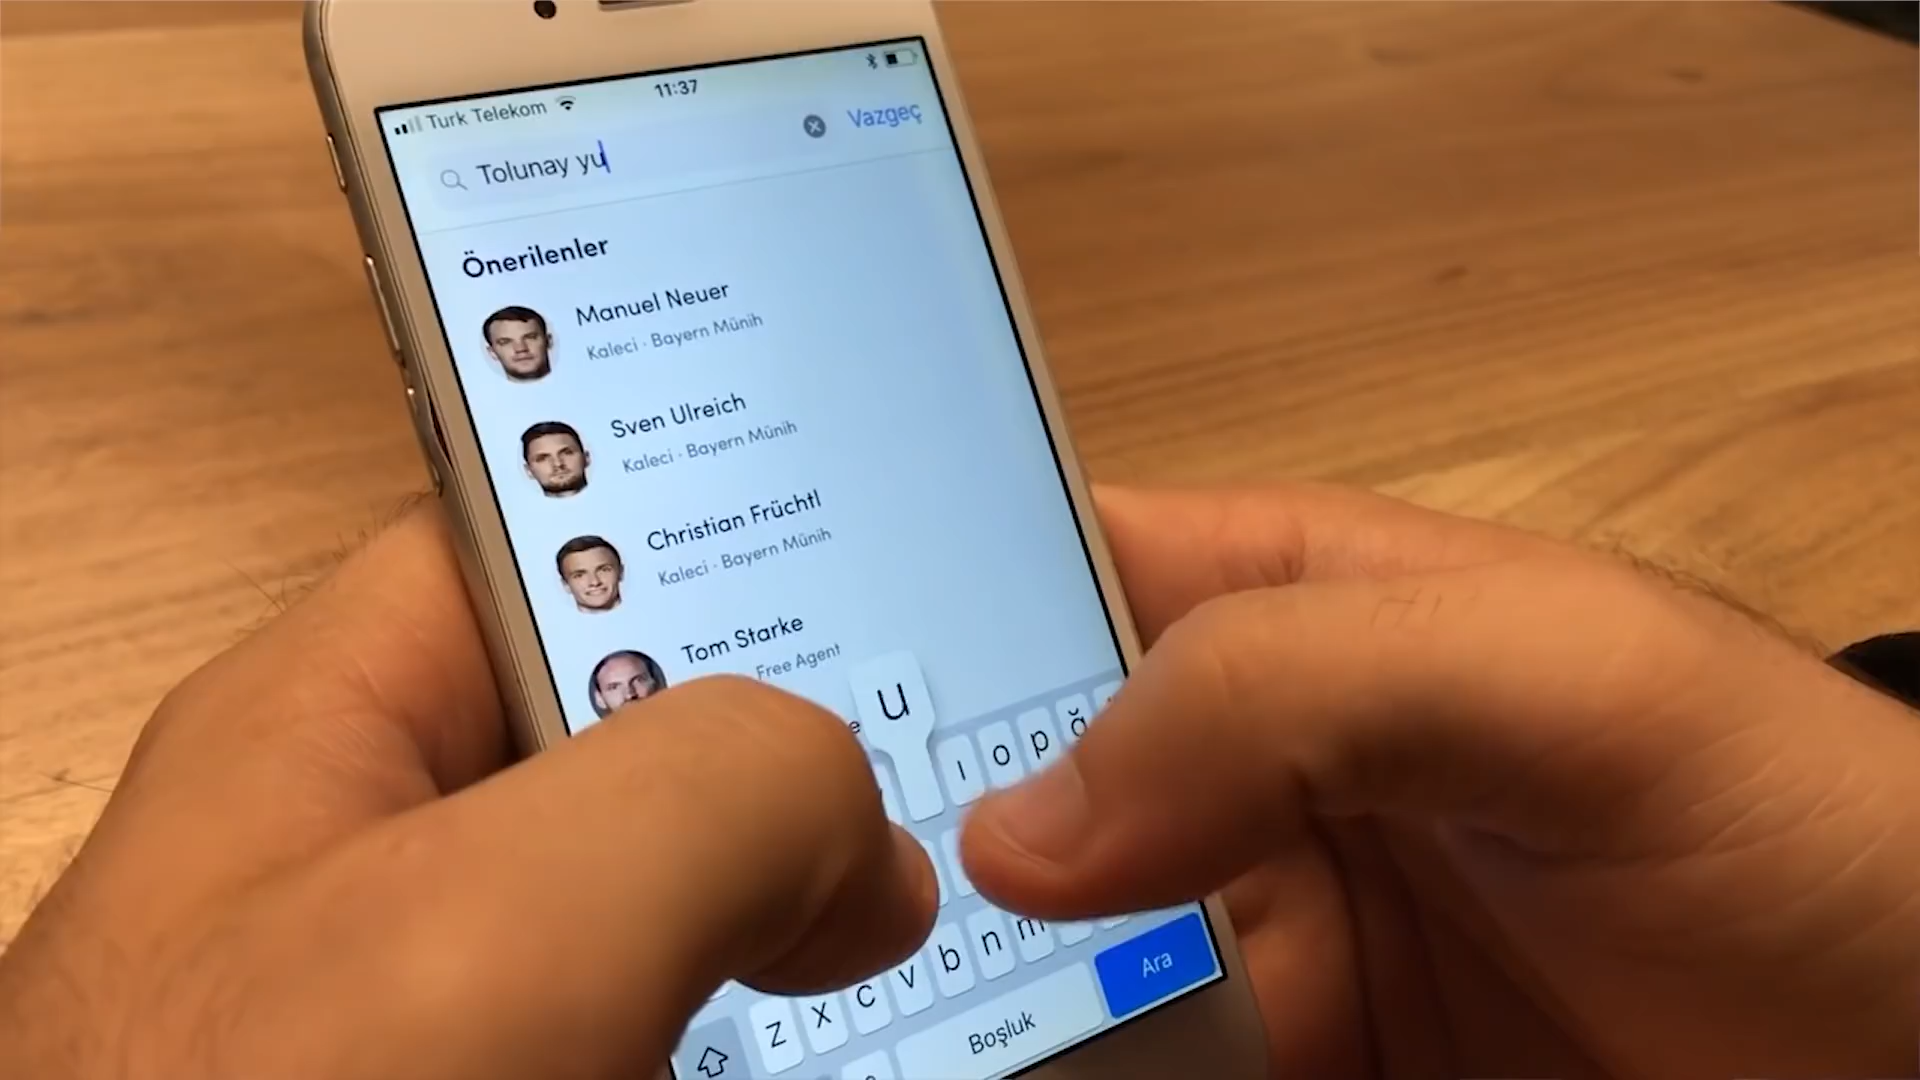 Turk Telekom 11:37
Tolunay yu Vazgeç
Önerilenler
Manuel Neuer
Kaleci · Bayern Münih
Sven Ulreich
Kaleci · Bayern Münih
Christian Früchtl
Kaleci · Bayern Münih
Tom Starke
Free Agent
e u ı o p ğ
z x c v b n m
Boşluk Ara